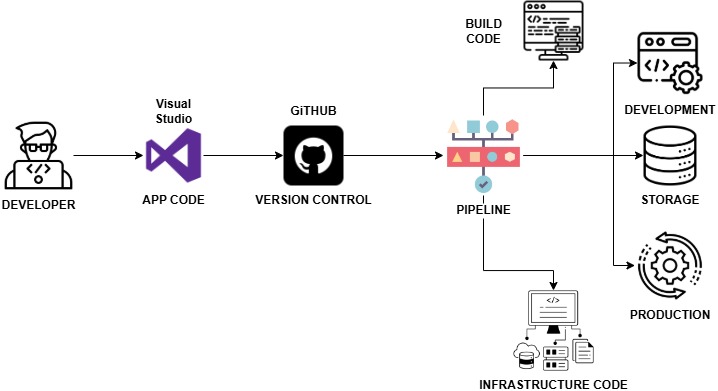 BUILD
CODE
DEVELOPMENT
Visual
Studio
GiTHUB
DEVELOPER
APP CODE
VERSION CONTROL
PIPELINE
STORAGE
PRODUCTION
INFRASTRUCTURE CODE